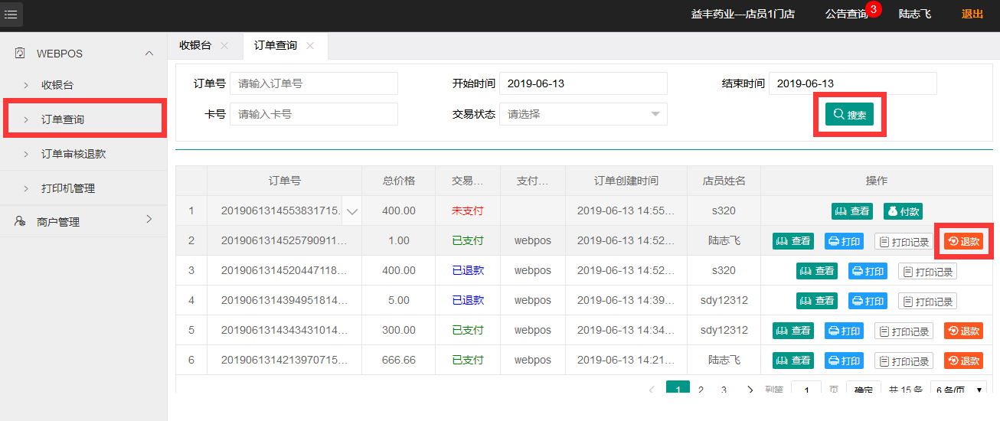 益丰药业—店员1门店 公告查询 3 陆志飞 退出
WEBPOS
收银台
订单查询
订单审核退款
打印机管理
商户管理
收银台 订单查询
订单号 请输入订单号 开始时间 2019-06-13 结束时间 2019-06-13
卡号 请输入卡号 交易状态 请选择 搜索
订单号 总价格 交易... 支付... 订单创建时间 店员姓名 操作
1 2019061314553831715. 400.00 未支付 2019-06-13 14:55... s320 查看 付款
2 2019061314525790911... 1.00 已支付 webpos 2019-06-13 14:52... 陆志飞 查看 打印 打印记录 退款
3 2019061314520447118... 400.00 已退款 webpos 2019-06-13 14:52... s320 查看 打印 打印记录
4 2019061314394951814... 5.00 已退款 webpos 2019-06-13 14:39... sdy12312 查看 打印 打印记录
5 2019061314343431014... 300.00 已支付 webpos 2019-06-13 14:34... sdy12312 查看 打印 打印记录 退款
6 2019061314213970715... 666.66 已支付 webpos 2019-06-13 14:21... 陆志飞 查看 打印 打印记录 退款
1 2 3 到第 1 页 确定 共 15 条 6 条/页